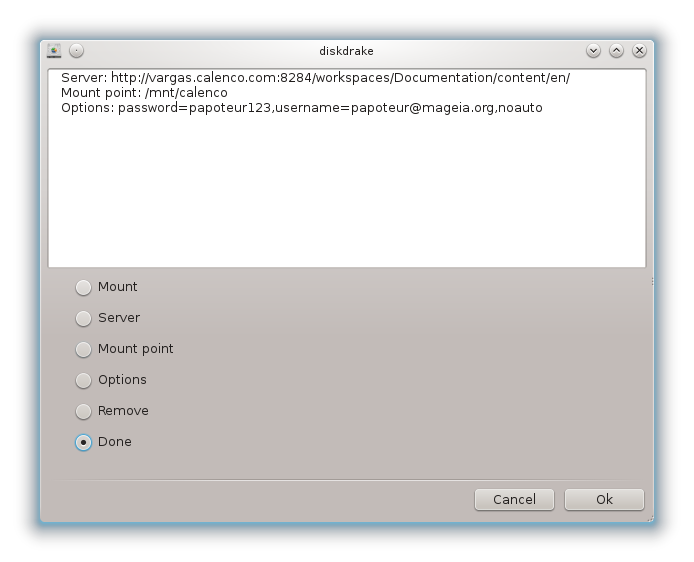 diskdrake
Server: http://vargas.calenco.com:8284/workspaces/Documentation/content/en/
Mount point: /mnt/calenco
Options: password=papoteur123,username=papoteur@mageia.org,noauto
Mount
Server
Mount point
Options
Remove
Done
Cancel
Ok